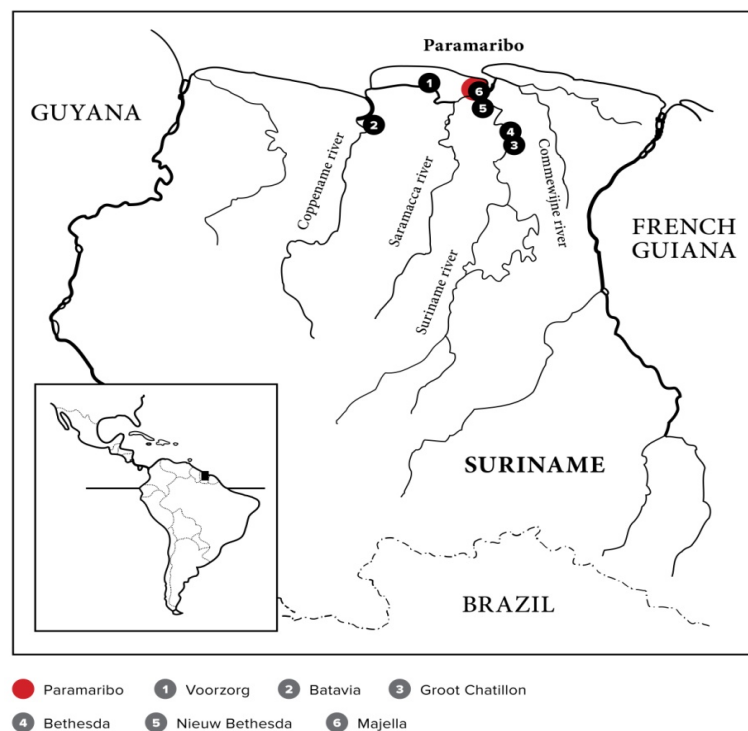 Paramaribo
GUYANA
1
6
5
2
4
3
Coppename river
Saramacca river
Suriname river
Commewijne river
FRENCH
GUIANA
SURINAME
BRAZIL
Paramaribo
1 Voorzorg
2 Batavia
3 Groot Chatillon
4 Bethesda
5 Nieuw Bethesda
6 Majella